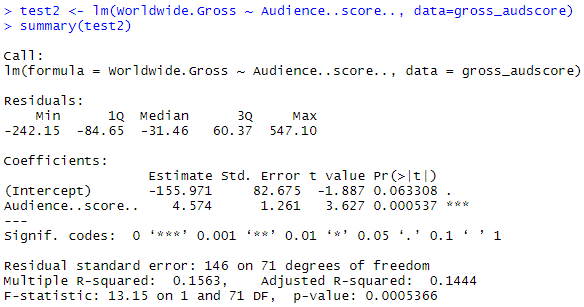 > test2 <- lm(Worldwide.Gross ~ Audience..score.., data=gross_audscore)
> summary(test2)
Call:
lm(formula = Worldwide.Gross ~ Audience..score.., data = gross_audscore)
Residuals:
    Min      1Q  Median      3Q     Max
-242.15  -84.65  -31.46   60.37  547.10
Coefficients:
                  Estimate Std. Error t value Pr(>|t|)
(Intercept)       -155.971     82.675  -1.887 0.063308 .
Audience..score..    4.574      1.261   3.627 0.000537 ***
---
Signif. codes:  0 ‘***’ 0.001 ‘**’ 0.01 ‘*’ 0.05 ‘.’ 0.1 ‘ ’ 1
Residual standard error: 146 on 71 degrees of freedom
Multiple R-squared:  0.1563,    Adjusted R-squared:  0.1444
F-statistic: 13.15 on 1 and 71 DF,  p-value: 0.0005366